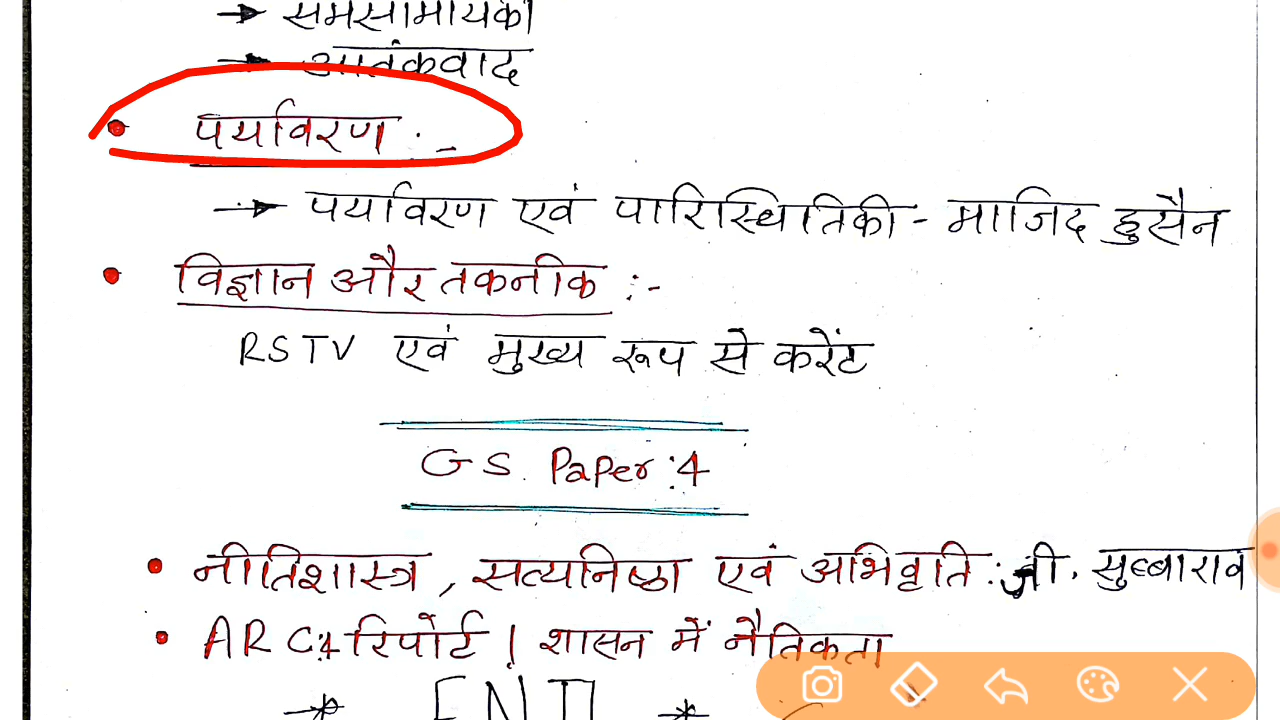 → समसामायिकी
→ आतंकवाद
• पर्यावरण :-
→ पर्यावरण एवं पारिस्थितिकी - माजिद हुसैन
• विज्ञान और तकनीक :-
RSTV एवं मुख्य रूप से करेंट
GS. Paper :4
• नीतिशास्त्र, सत्यनिष्ठा एवं अभिवृति : जी. सुब्बाराव
• ARC 4 रिपोर्ट / शासन में नैतिकता
END